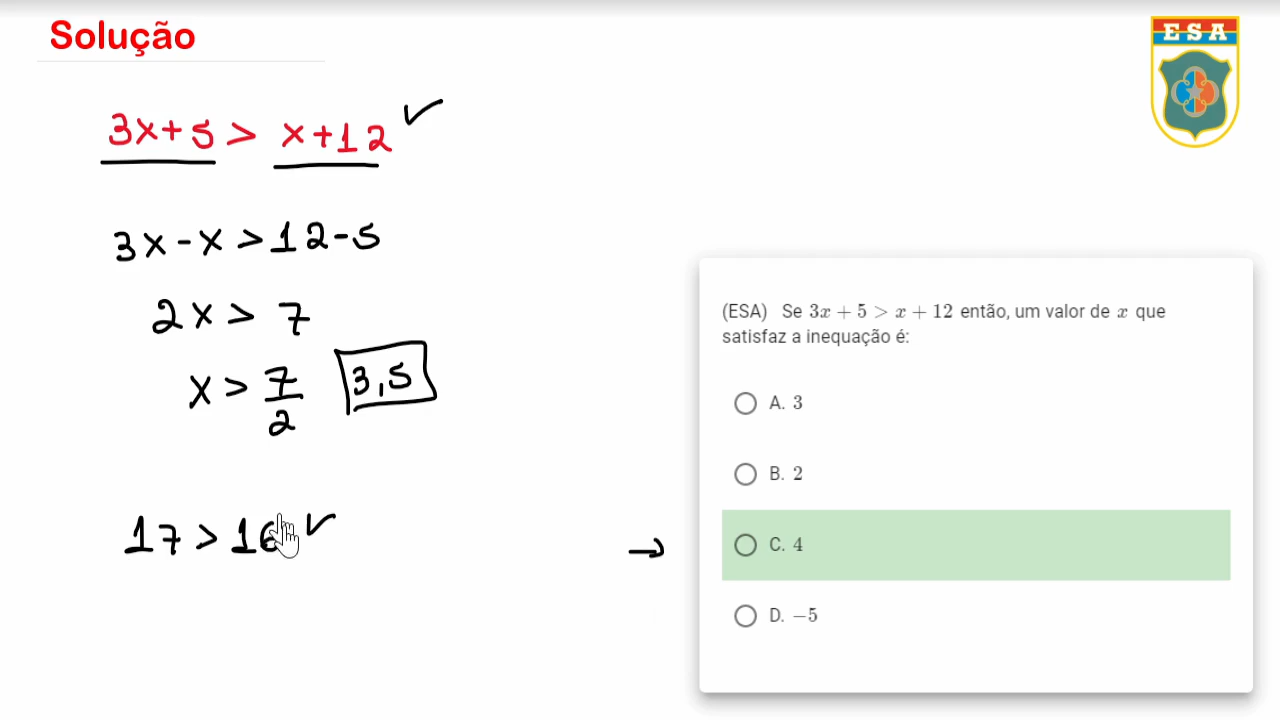 Solução
ESA
3x+5 > x+12
3x-x > 12-5
2x > 7
x > 7/2 3,5
17 > 16
(ESA) Se 3x + 5 > x + 12 então, um valor de x que
satisfaz a inequação é:
A. 3
B. 2
C. 4
D. −5